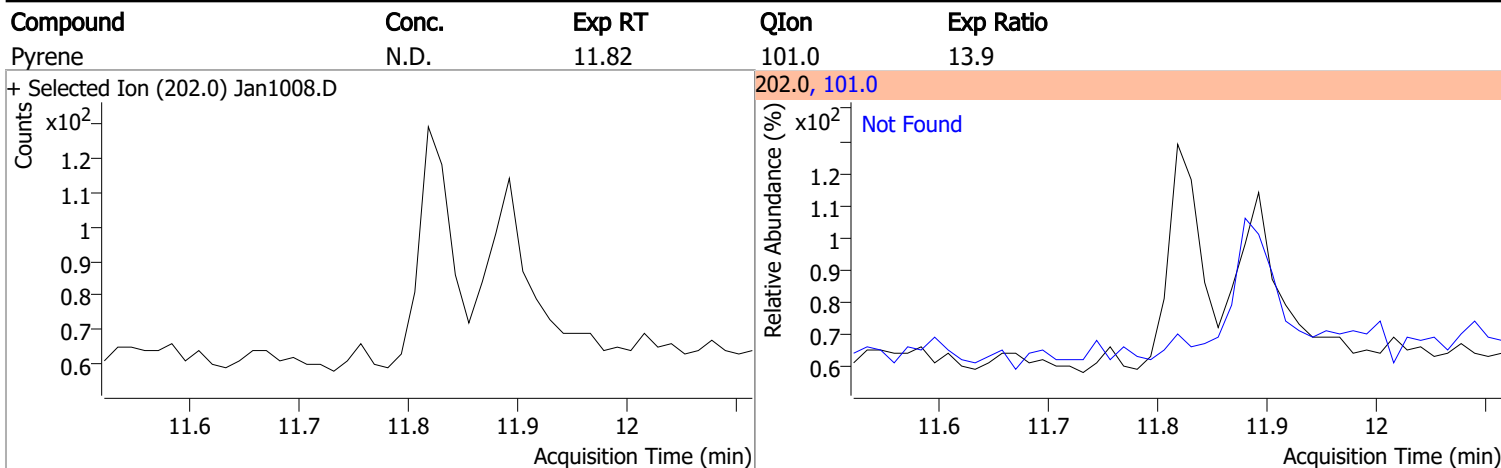 Compound Conc. Exp RT QIon Exp Ratio
Pyrene N.D. 11.82 101.0 13.9
+ Selected Ion (202.0) Jan1008.D
Counts
x10²
1.2
1.1
1
0.9
0.8
0.7
0.6
11.6 11.7 11.8 11.9 12
Acquisition Time (min)
202.0, 101.0
Relative Abundance (%)
x10²
Not Found
1.2
1.1
1
0.9
0.8
0.7
0.6
11.6 11.7 11.8 11.9 12
Acquisition Time (min)